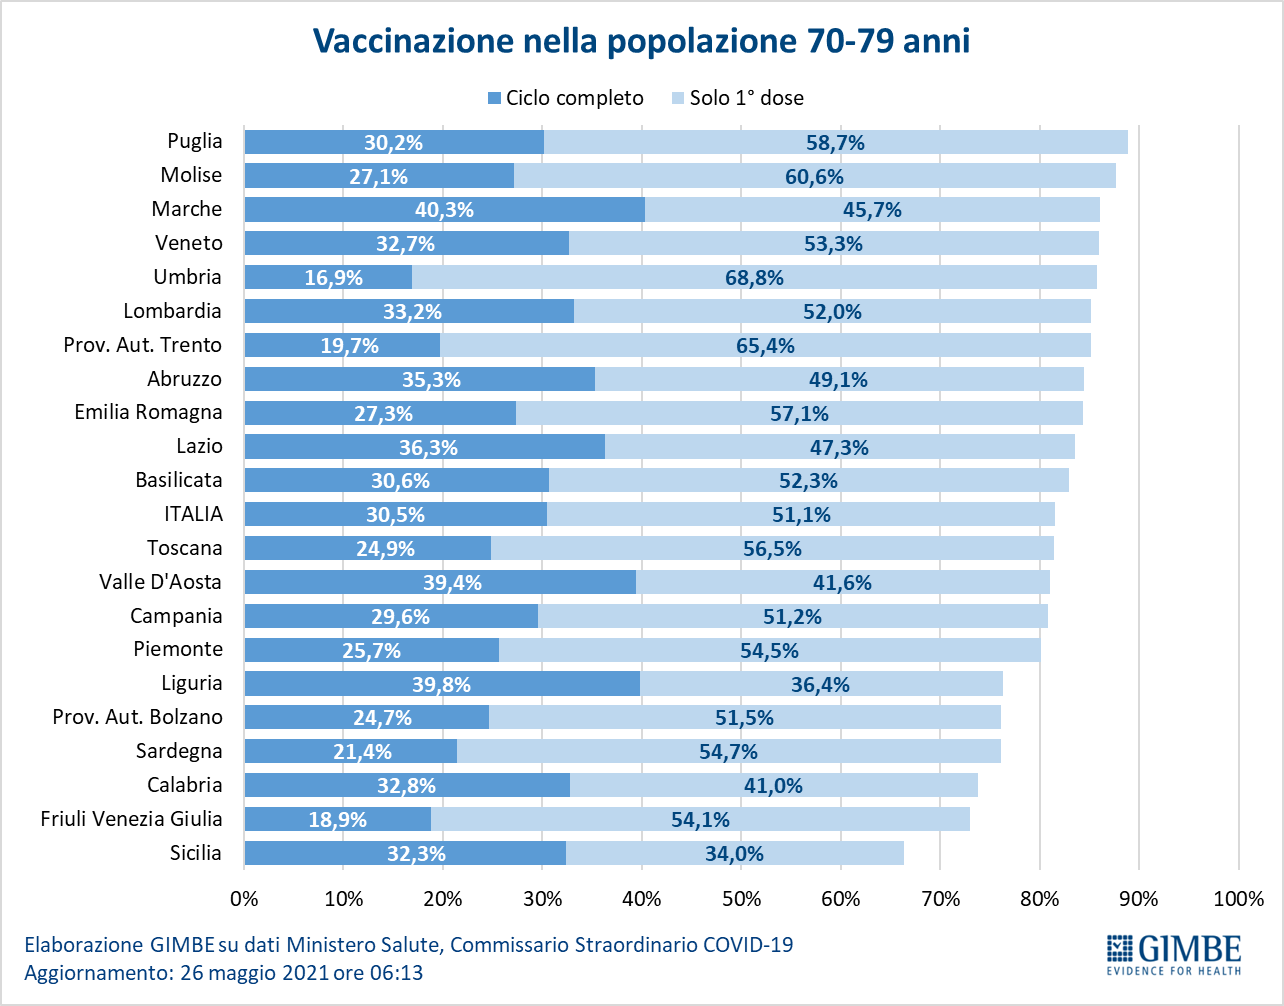 Vaccinazione nella popolazione 70-79 anni
Ciclo completo Solo 1° dose
Puglia 30,2% 58,7%
Molise 27,1% 60,6%
Marche 40,3% 45,7%
Veneto 32,7% 53,3%
Umbria 16,9% 68,8%
Lombardia 33,2% 52,0%
Prov. Aut. Trento 19,7% 65,4%
Abruzzo 35,3% 49,1%
Emilia Romagna 27,3% 57,1%
Lazio 36,3% 47,3%
Basilicata 30,6% 52,3%
ITALIA 30,5% 51,1%
Toscana 24,9% 56,5%
Valle D'Aosta 39,4% 41,6%
Campania 29,6% 51,2%
Piemonte 25,7% 54,5%
Liguria 39,8% 36,4%
Prov. Aut. Bolzano 24,7% 51,5%
Sardegna 21,4% 54,7%
Calabria 32,8% 41,0%
Friuli Venezia Giulia 18,9% 54,1%
Sicilia 32,3% 34,0%
0% 10% 20% 30% 40% 50% 60% 70% 80% 90% 100%
Elaborazione GIMBE su dati Ministero Salute, Commissario Straordinario COVID-19
Aggiornamento: 26 maggio 2021 ore 06:13
GIMBE
EVIDENCE FOR HEALTH